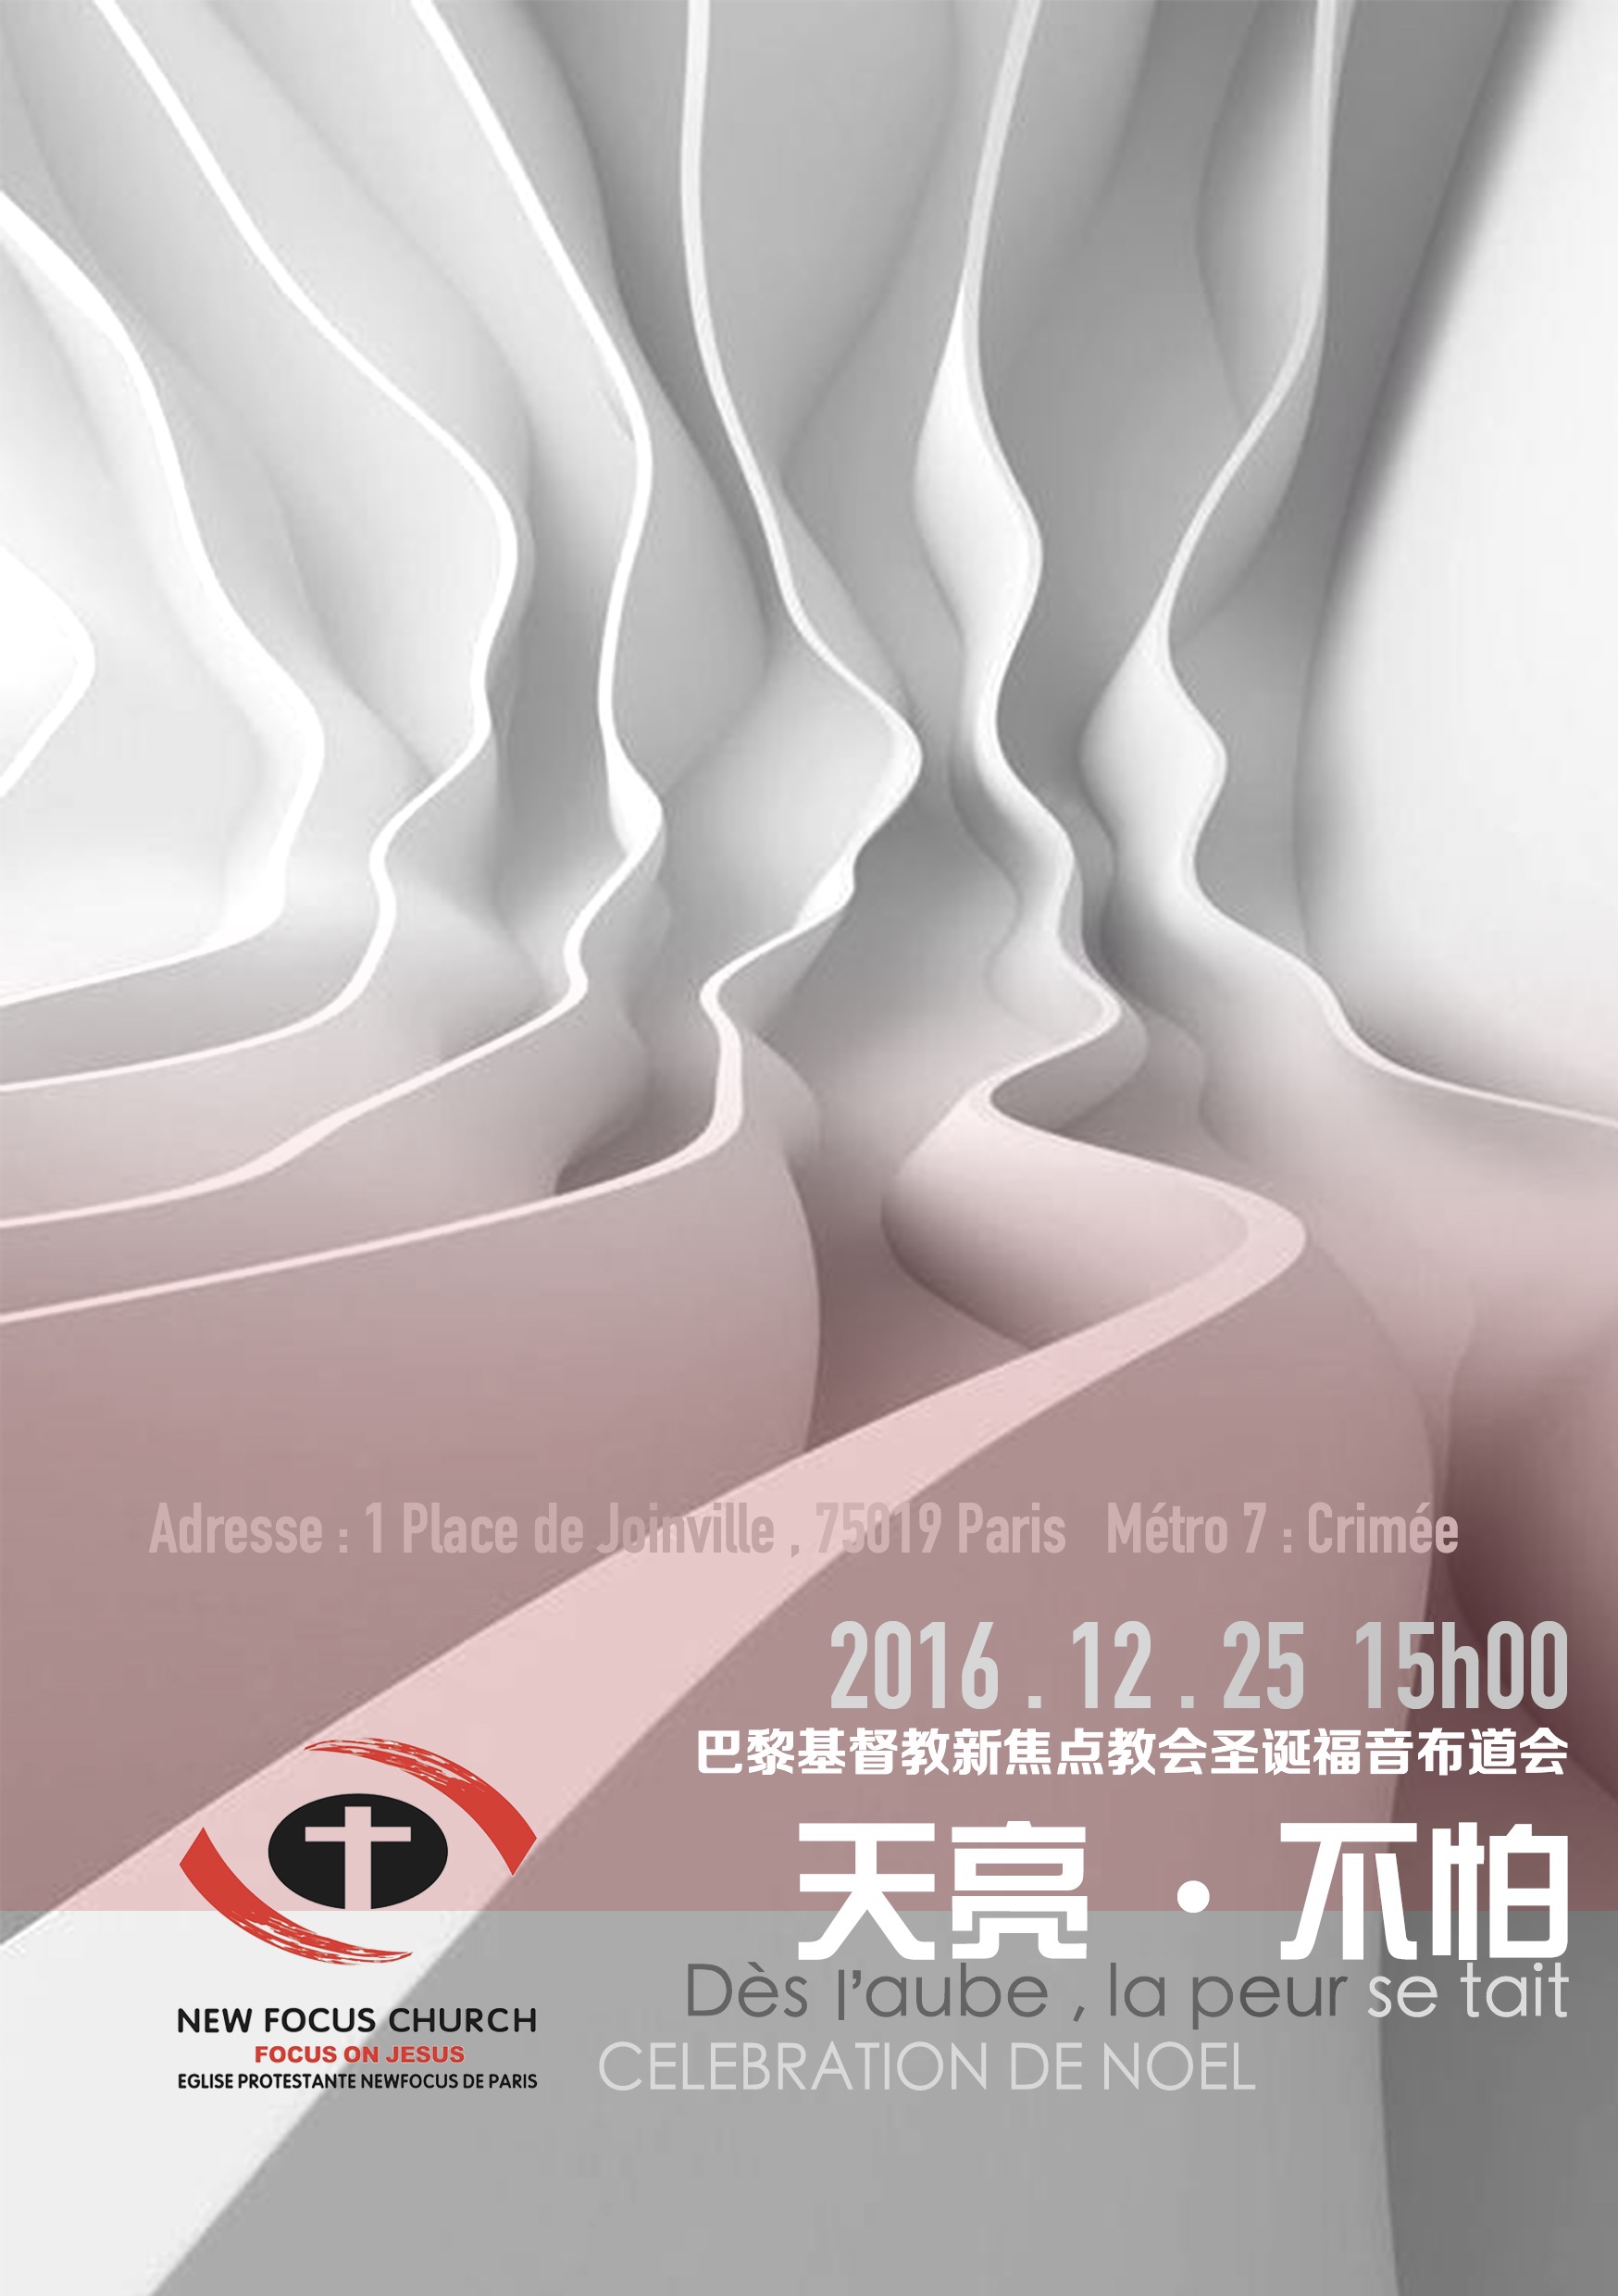 Adresse : 1 Place de Joinville , 75019 Paris Métro 7 : Crimée
2016 . 12 . 25 15h00
巴黎基督教新焦点教会圣诞福音布道会
天亮 · 不怕
Dès l'aube , la peur se tait
CELEBRATION DE NOEL
NEW FOCUS CHURCH
FOCUS ON JESUS
EGLISE PROTESTANTE NEWFOCUS DE PARIS